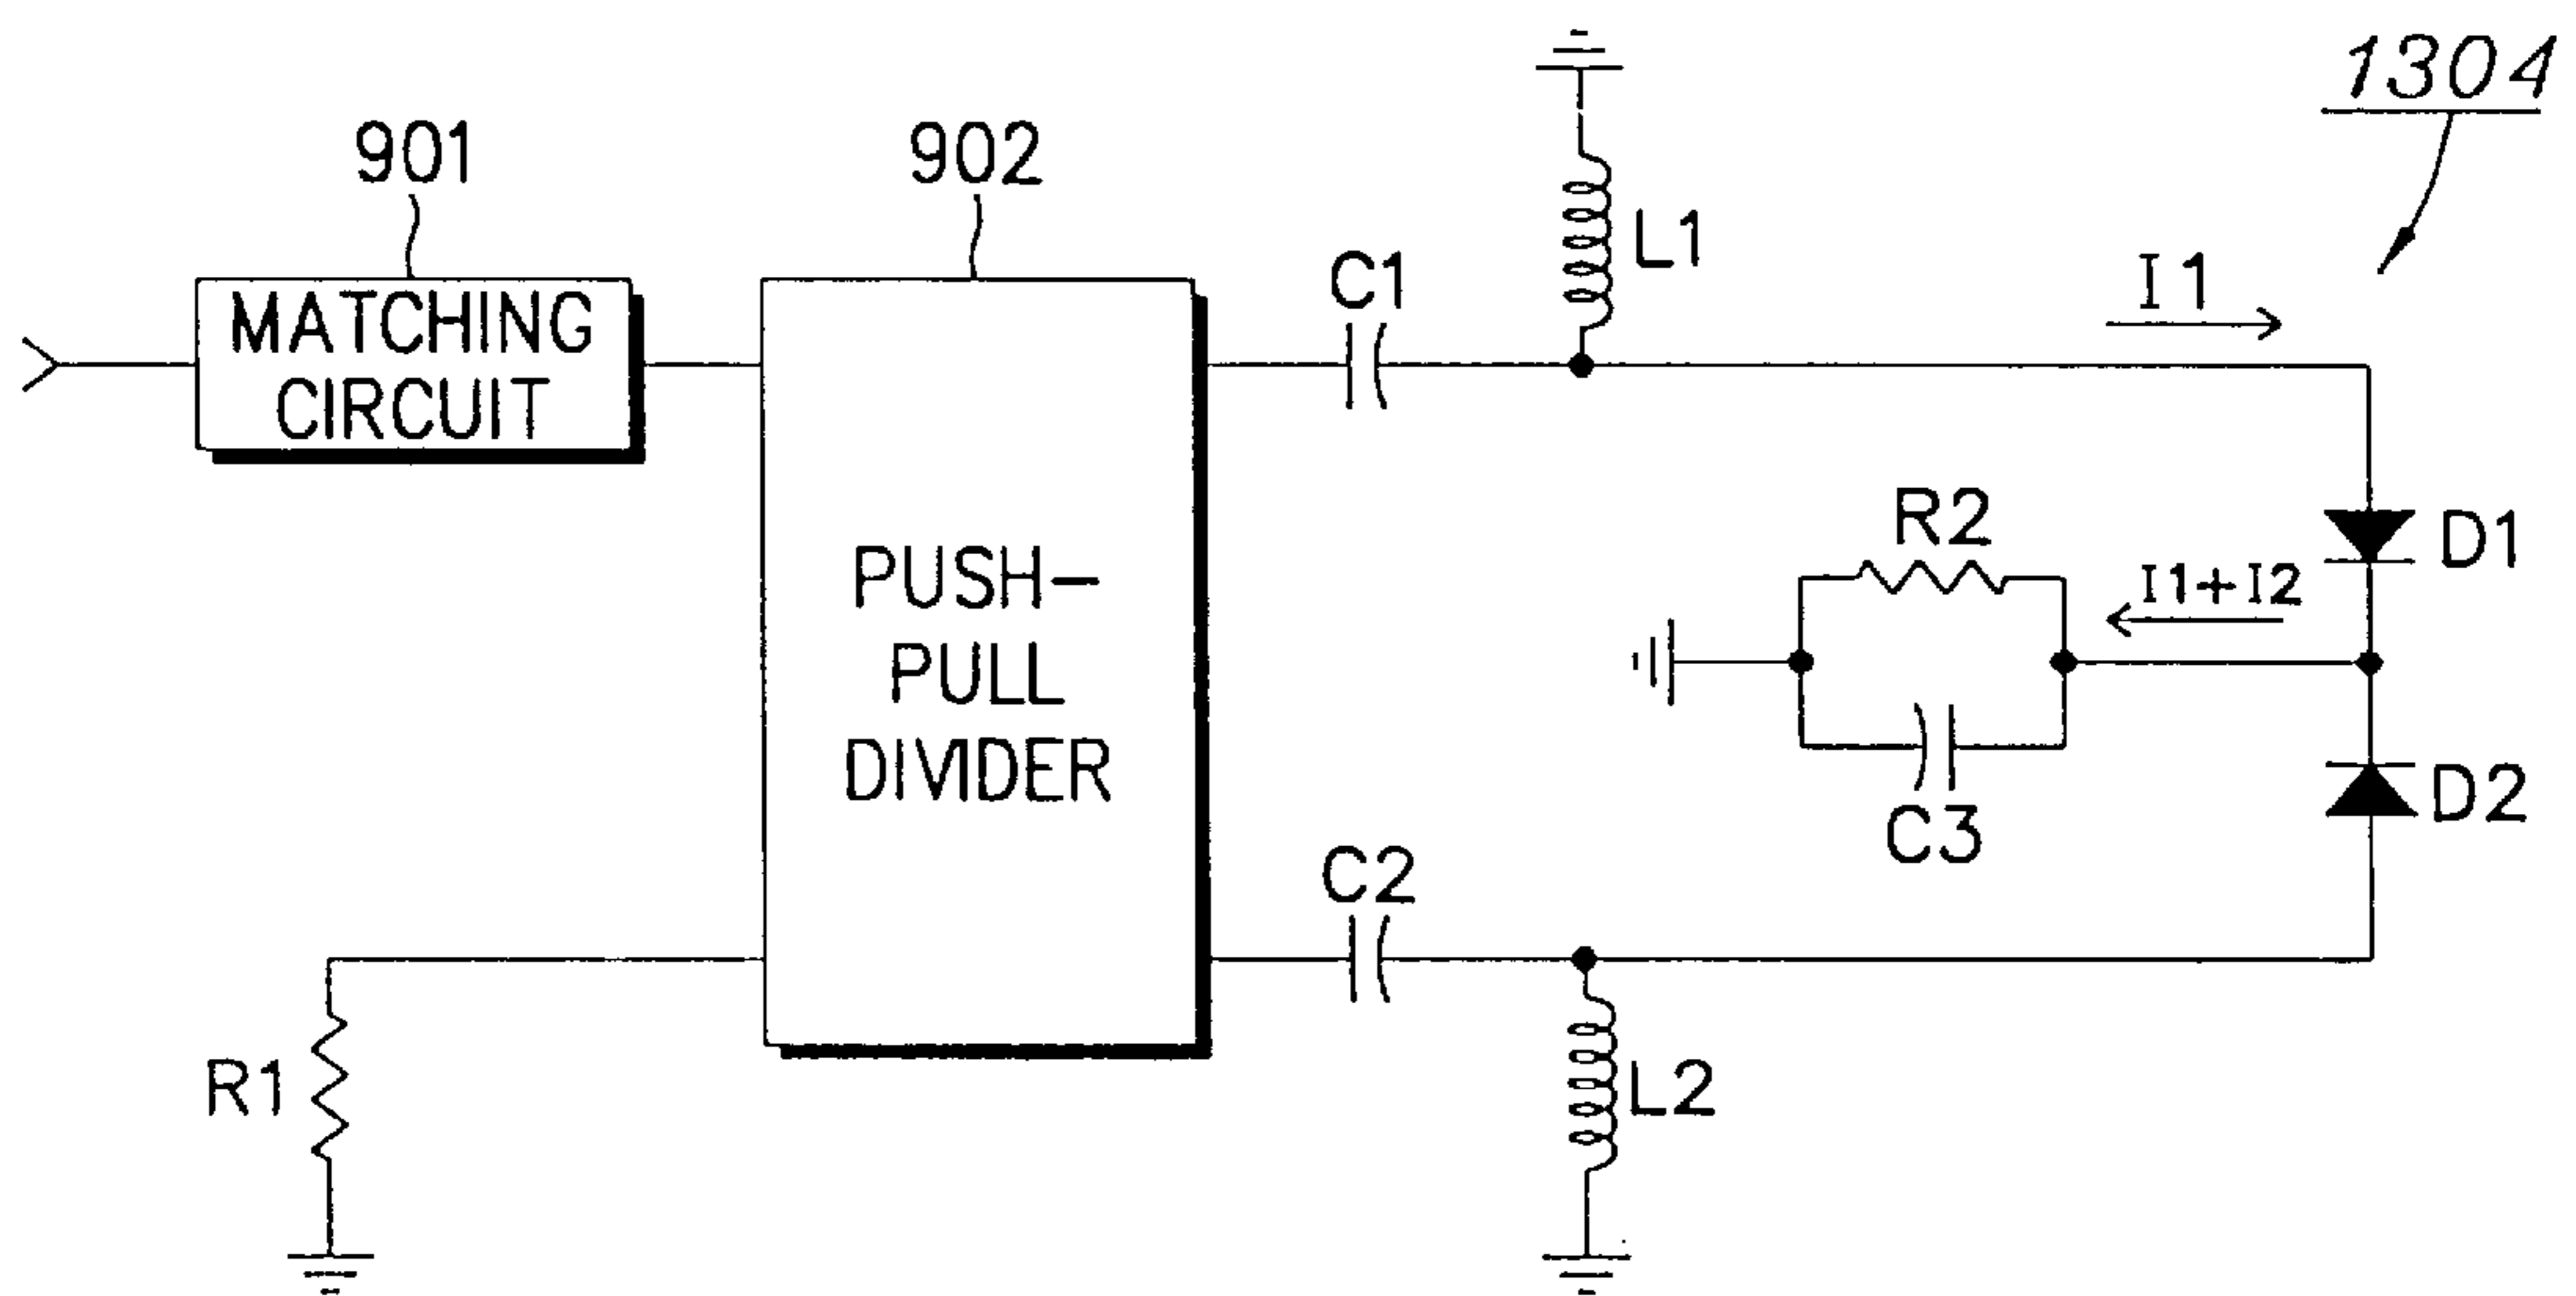 1304
901
902
L1
C1
I1
MATCHING
CIRCUIT
R2
D1
I1+I2
PUSH-
PULL
DIVIDER
D2
C3
C2
R1
L2